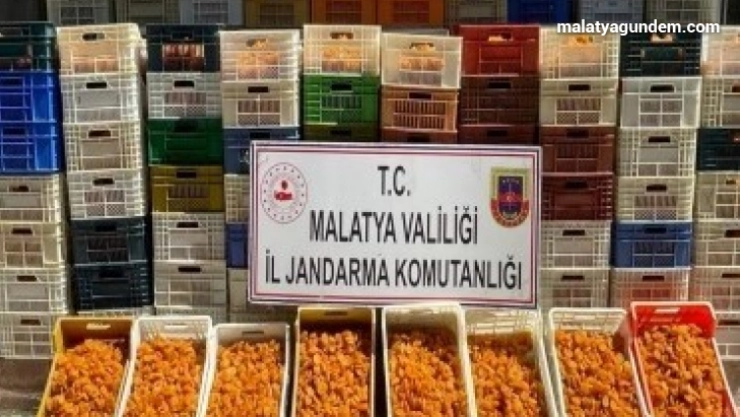 malatyagundem.com
T.C.
MALATYA VALİLİĞİ
İL JANDARMA KOMUTANLIĞI